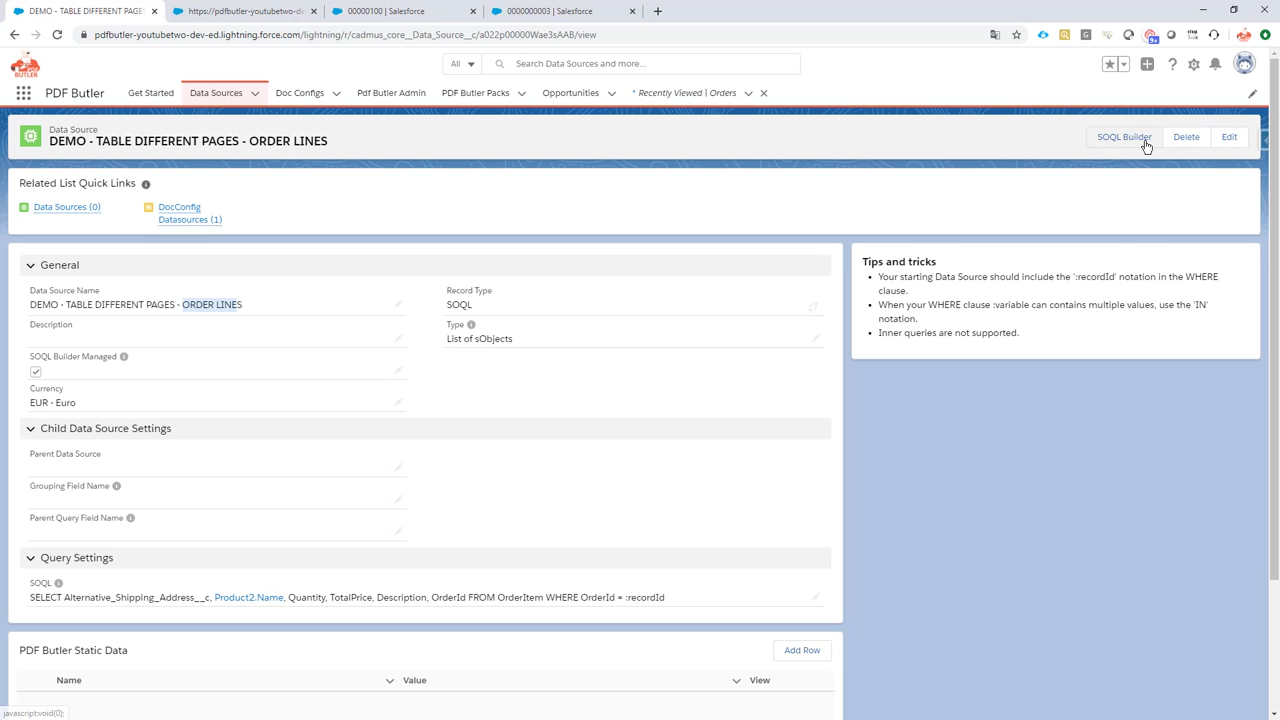 DEMO - TABLE DIFFERENT PAGES
https://pdfbutler-youtubetwo-de
00000100 | Salesforce
0000000003 | Salesforce
pdfbutler-youtubetwo-dev-ed.lightning.force.com/lightning/r/cadmus_core__Data_Source__c/a022p00000Wae3sAAB/view
All
Search Data Sources and more...
BUTLER
PDF Butler
Get Started
Data Sources
Doc Configs
Pdf Butler Admin
PDF Butler Packs
Opportunities
* Recently Viewed | Orders
Data Source
DEMO - TABLE DIFFERENT PAGES - ORDER LINES
SOQL Builder
Delete
Edit
Related List Quick Links
Data Sources (0)
DocConfig
Datasources (1)
General
Data Source Name
DEMO - TABLE DIFFERENT PAGES - ORDER LINES
Record Type
SOQL
Description
Type
List of sObjects
SOQL Builder Managed
Currency
EUR - Euro
Child Data Source Settings
Parent Data Source
Grouping Field Name
Parent Query Field Name
Query Settings
SOQL
SELECT Alternative_Shipping_Address__c, Product2.Name, Quantity, TotalPrice, Description, OrderId FROM OrderItem WHERE OrderId = :recordId
Tips and tricks
• Your starting Data Source should include the ':recordId' notation in the WHERE
clause.
• When your WHERE clause :variable can contains multiple values, use the 'IN'
notation.
• Inner queries are not supported.
PDF Butler Static Data
Add Row
Name
Value
View
javascript:void(0);